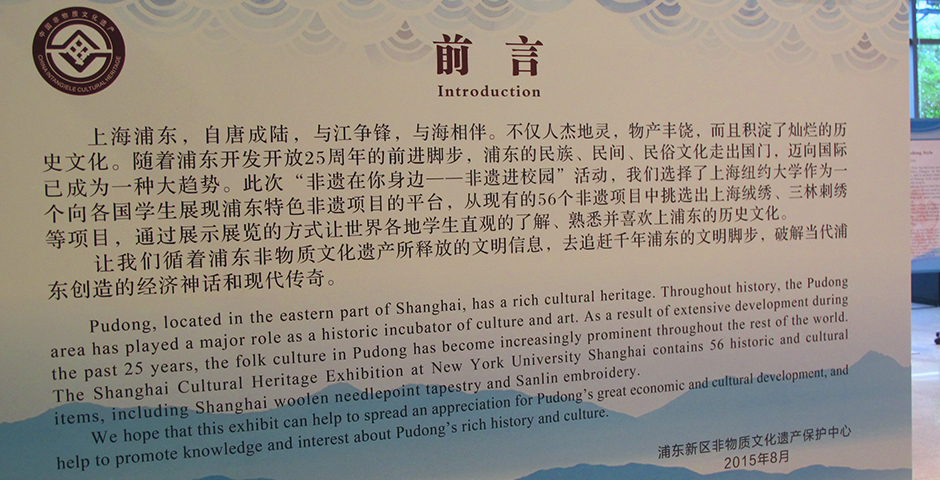 中国非物质文化遗产
CHINA INTANGIBLE CULTURAL HERITAGE
前言
Introduction
上海浦东，自唐成陆，与江争锋，与海相伴。不仅人杰地灵，物产丰饶，而且积淀了灿烂的历
史文化。随着浦东开发开放25周年的前进脚步，浦东的民族、民间、民俗文化走出国门，迈向国际
已成为一种大趋势。此次“非遗在你身边——非遗进校园”活动，我们选择了上海纽约大学作为一
个向各国学生展现浦东特色非遗项目的平台，从现有的56个非遗项目中挑选出上海绒绣、三林刺绣
等项目，通过展示展览的方式让世界各地学生直观的了解、熟悉并喜欢上浦东的历史文化。
让我们循着浦东非物质文化遗产所释放的文明信息，去追赶千年浦东的文明脚步，破解当代浦
东创造的经济神话和现代传奇。
Pudong, located in the eastern part of Shanghai, has a rich cultural heritage. Throughout history, the Pudong
area has played a major role as a historic incubator of culture and art. As a result of extensive development during
the past 25 years, the folk culture in Pudong has become increasingly prominent throughout the rest of the world.
The Shanghai Cultural Heritage Exhibition at New York University Shanghai contains 56 historic and cultural
items, including Shanghai woolen needlepoint tapestry and Sanlin embroidery.
We hope that this exhibit can help to spread an appreciation for Pudong's great economic and cultural development, and
help to promote knowledge and interest about Pudong's rich history and culture.
浦东新区非物质文化遗产保护中心
2015年8月